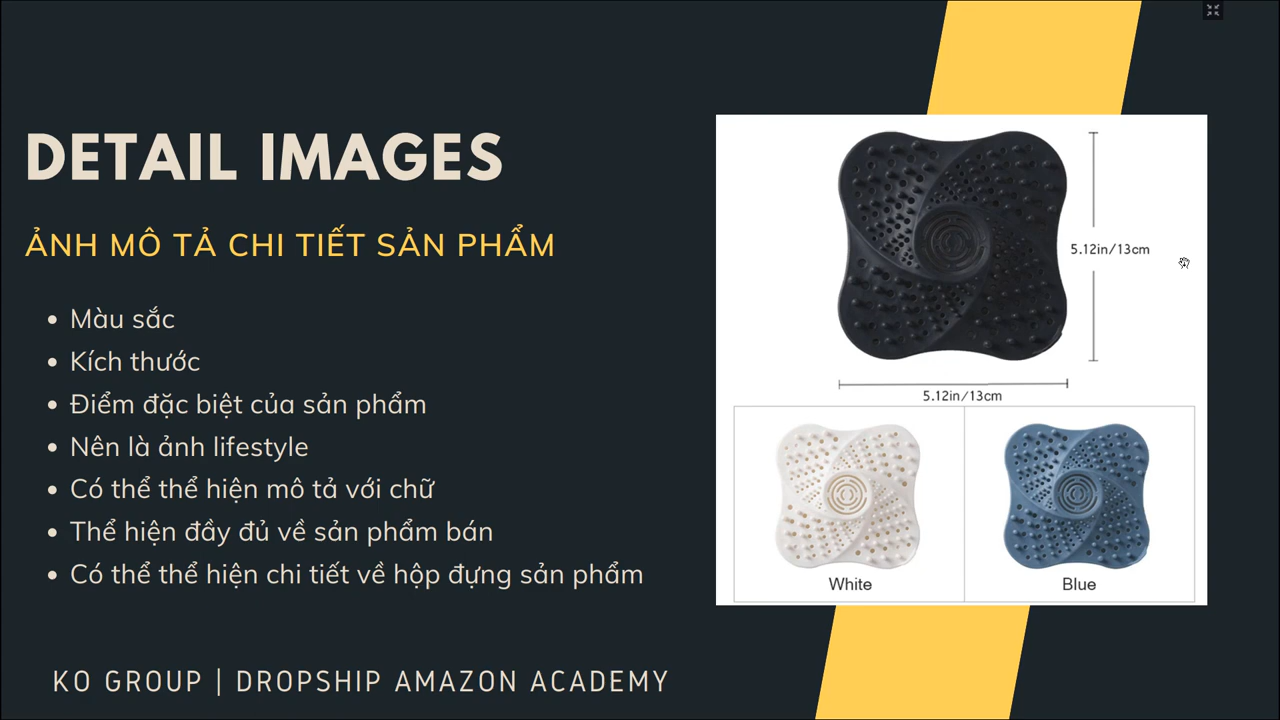 DETAIL IMAGES
ẢNH MÔ TẢ CHI TIẾT SẢN PHẨM
Màu sắc
Kích thước
Điểm đặc biệt của sản phẩm
Nên là ảnh lifestyle
Có thể thể hiện mô tả với chữ
Thể hiện đầy đủ về sản phẩm bán
Có thể thể hiện chi tiết về hộp đựng sản phẩm
KO GROUP | DROPSHIP AMAZON ACADEMY
5.12in/13cm
5.12in/13cm
White
Blue